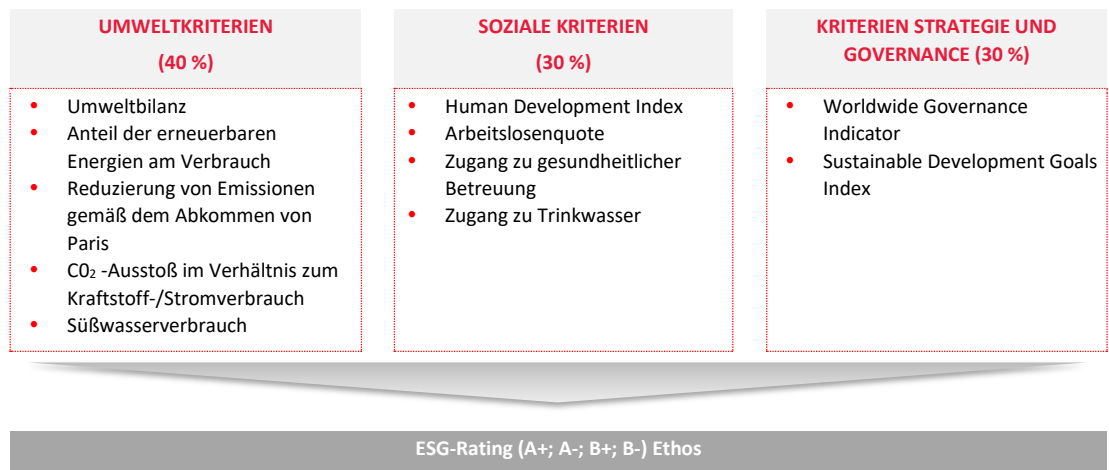 UMWELTKRITERIEN
(40 %)
• Umweltbilanz
• Anteil der erneuerbaren
Energien am Verbrauch
• Reduzierung von Emissionen
gemäß dem Abkommen von
Paris
• C0₂ -Ausstoß im Verhältnis zum
Kraftstoff-/Stromverbrauch
• Süßwasserverbrauch
SOZIALE KRITERIEN
(30 %)
• Human Development Index
• Arbeitslosenquote
• Zugang zu gesundheitlicher
Betreuung
• Zugang zu Trinkwasser
KRITERIEN STRATEGIE UND
GOVERNANCE (30 %)
• Worldwide Governance
Indicator
• Sustainable Development Goals
Index
ESG-Rating (A+; A-; B+; B-) Ethos